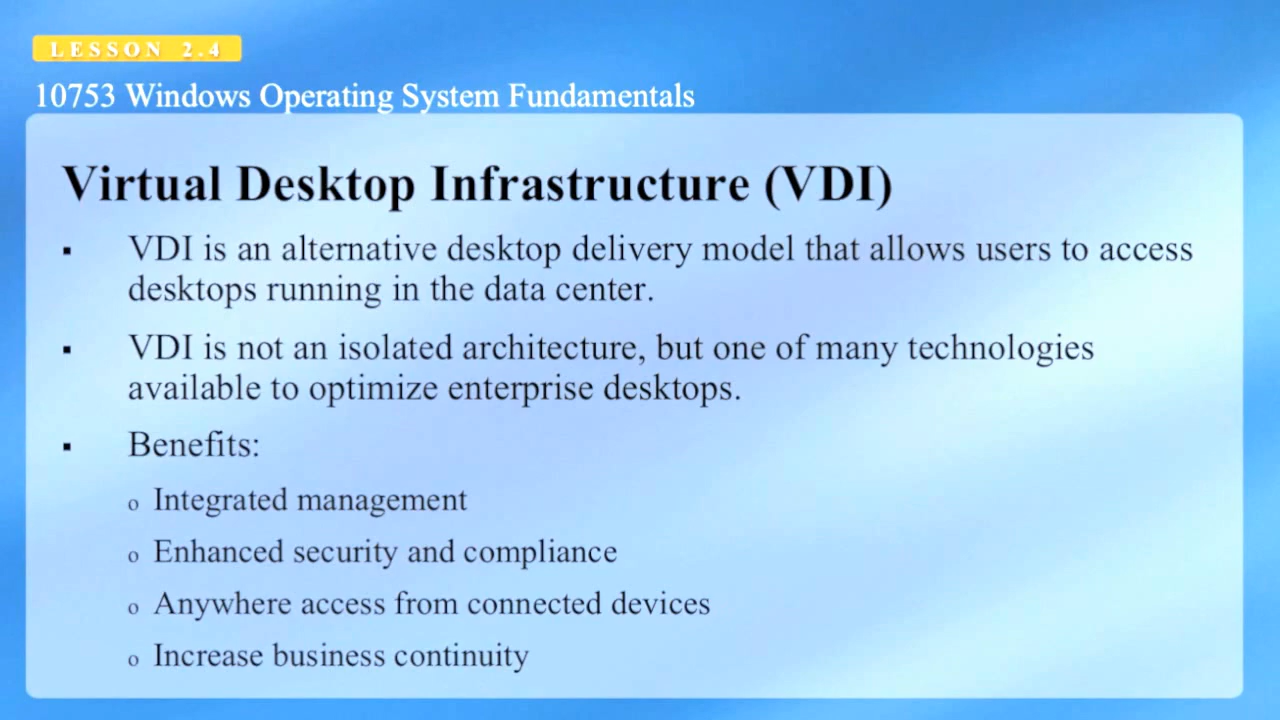 LESSON 2.4
10753 Windows Operating System Fundamentals
Virtual Desktop Infrastructure (VDI)
▪ VDI is an alternative desktop delivery model that allows users to access
desktops running in the data center.
▪ VDI is not an isolated architecture, but one of many technologies
available to optimize enterprise desktops.
▪ Benefits:
o Integrated management
o Enhanced security and compliance
o Anywhere access from connected devices
o Increase business continuity